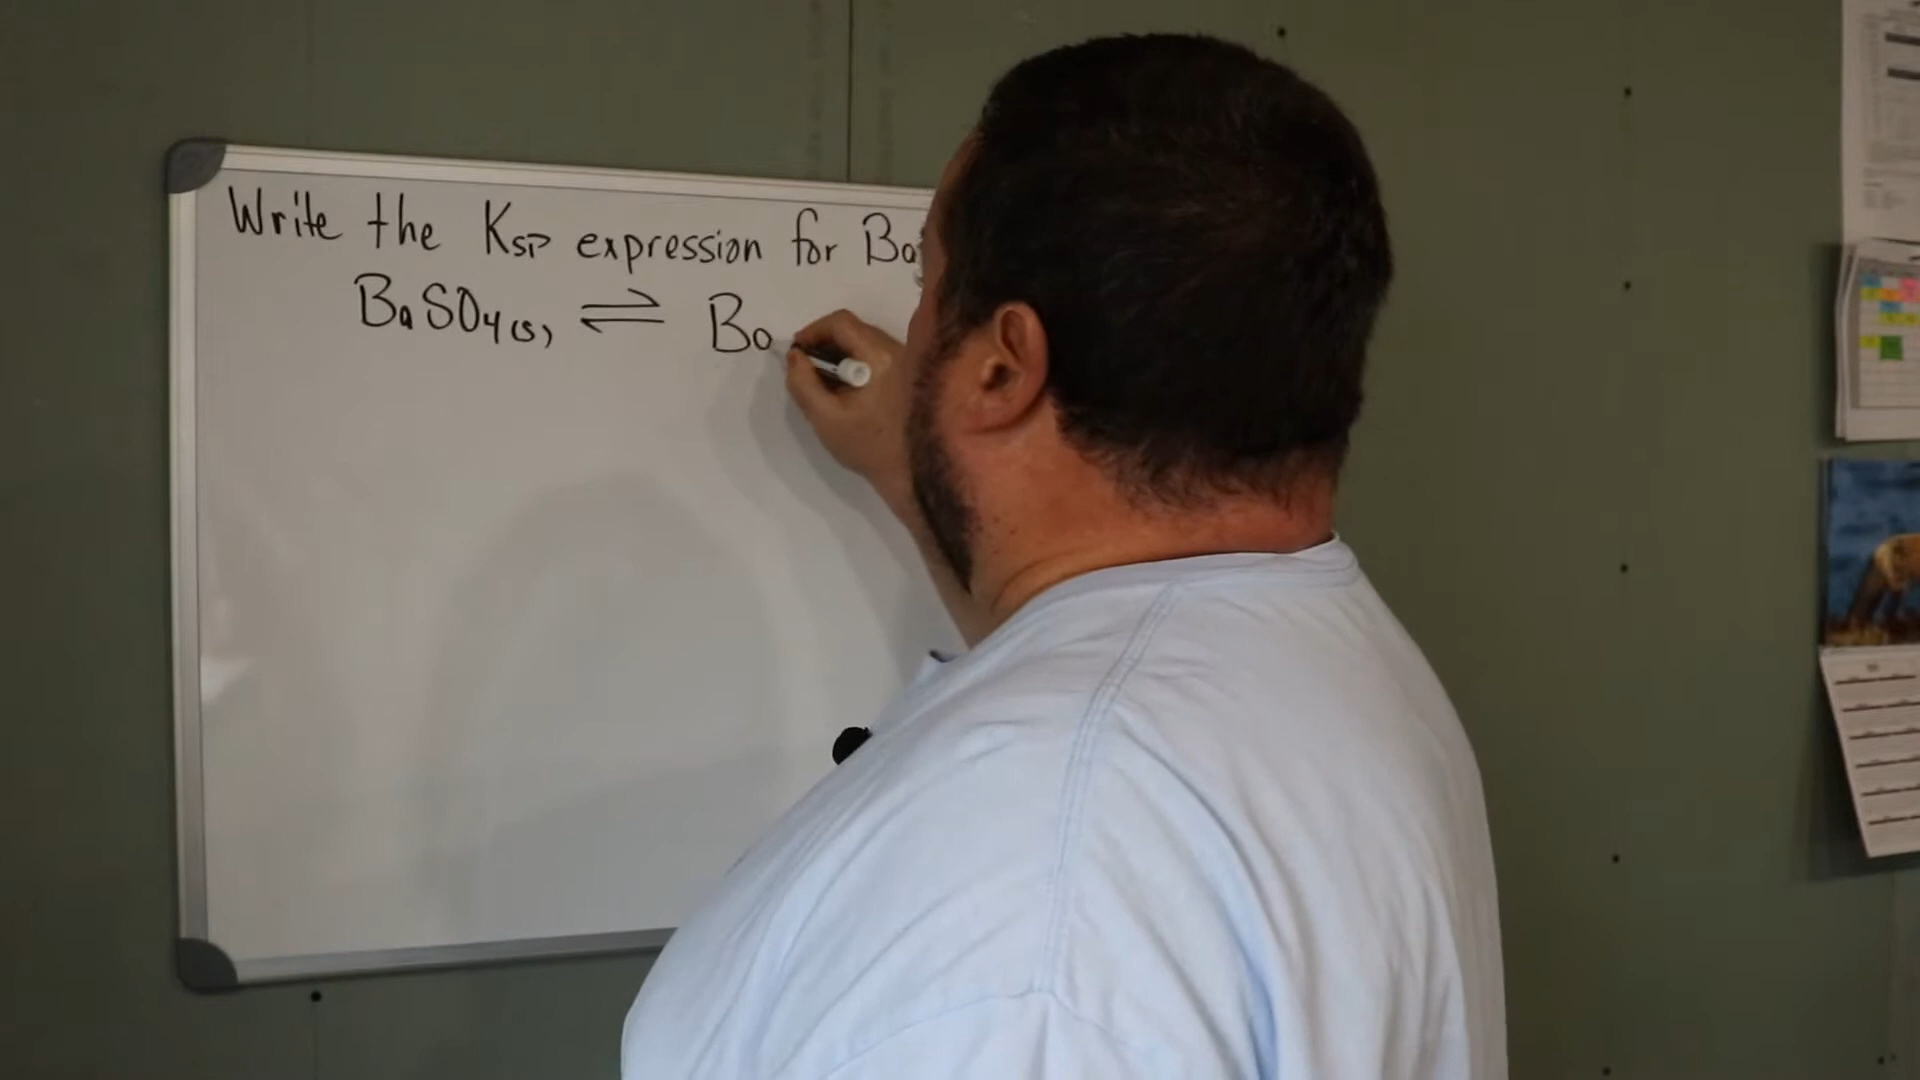 Write the Ksp expression for Ba
BaSO4(s) ⇌ Ba